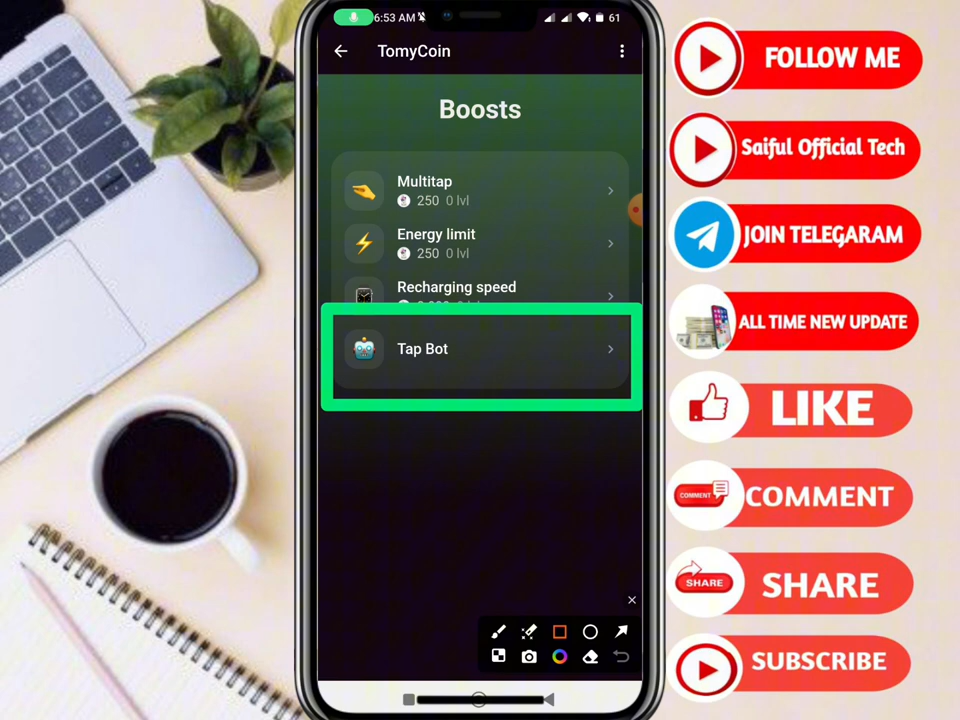 6:53 AM
61
TomyCoin
Boosts
Multitap
250 0 lvl
Energy limit
250 0 lvl
Recharging speed
Tap Bot
FOLLOW ME
Saiful Official Tech
JOIN TELEGARAM
ALL TIME NEW UPDATE
LIKE
COMMENT
COMMENT
SHARE
SHARE
SUBSCRIBE